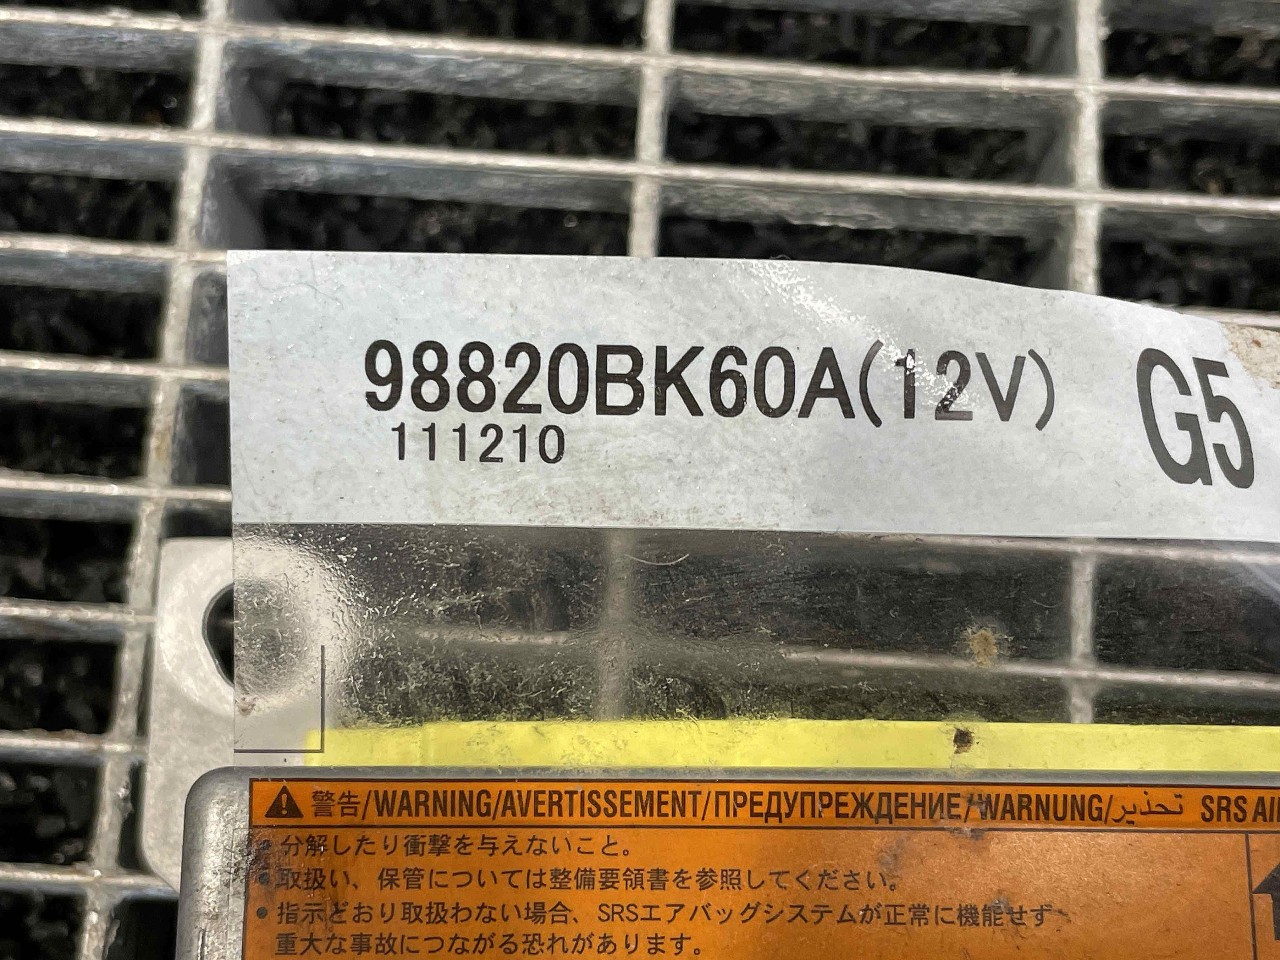 98820BK60A(12V) G5
111210
警告/WARNING/AVERTISSEMENT/ПРЕДУПРЕЖДЕНИЕ/WARNUNG/تحذير SRS
・分解したり衝撃を与えないこと。
・取扱い、保管については整備要領書を参照してください。
・指示どおり取扱わない場合、SRSエアバッグシステムが正常に機能せず
重大な事故につながる恐れがあります。